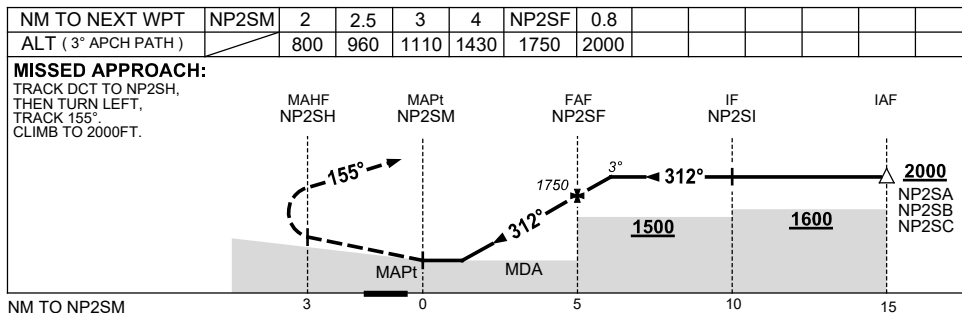 NM TO NEXT WPT NP2SM 2 2.5 3 4 NP2SF 0.8
ALT ( 3° APCH PATH ) 800 960 1110 1430 1750 2000
MISSED APPROACH:
TRACK DCT TO NP2SH,
THEN TURN LEFT,
TRACK 155°.
CLIMB TO 2000FT.
MAHF
NP2SH
MAPt
NP2SM
FAF
NP2SF
IF
NP2SI
IAF
155°
1750
3°
312°
312°
2000
NP2SA
NP2SB
NP2SC
1500
1600
MAPt
MDA
NM TO NP2SM 3 0 5 10 15